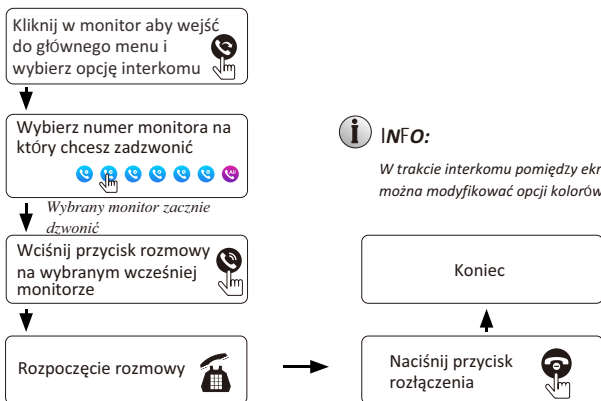 Kliknij w monitor aby wejść
do głównego menu i
wybierz opcję interkomu
Wybierz numer monitora na
który chcesz zadzwonić
All
Wybrany monitor zacznie
dzwonić
Wciśnij przycisk rozmowy
na wybranym wcześniej
monitorze
Rozpoczęcie rozmowy
INFO:
W trakcie interkomu pomiędzy
można modyfikować opcji kolorów
Koniec
Naciśnij przycisk
rozłączenia